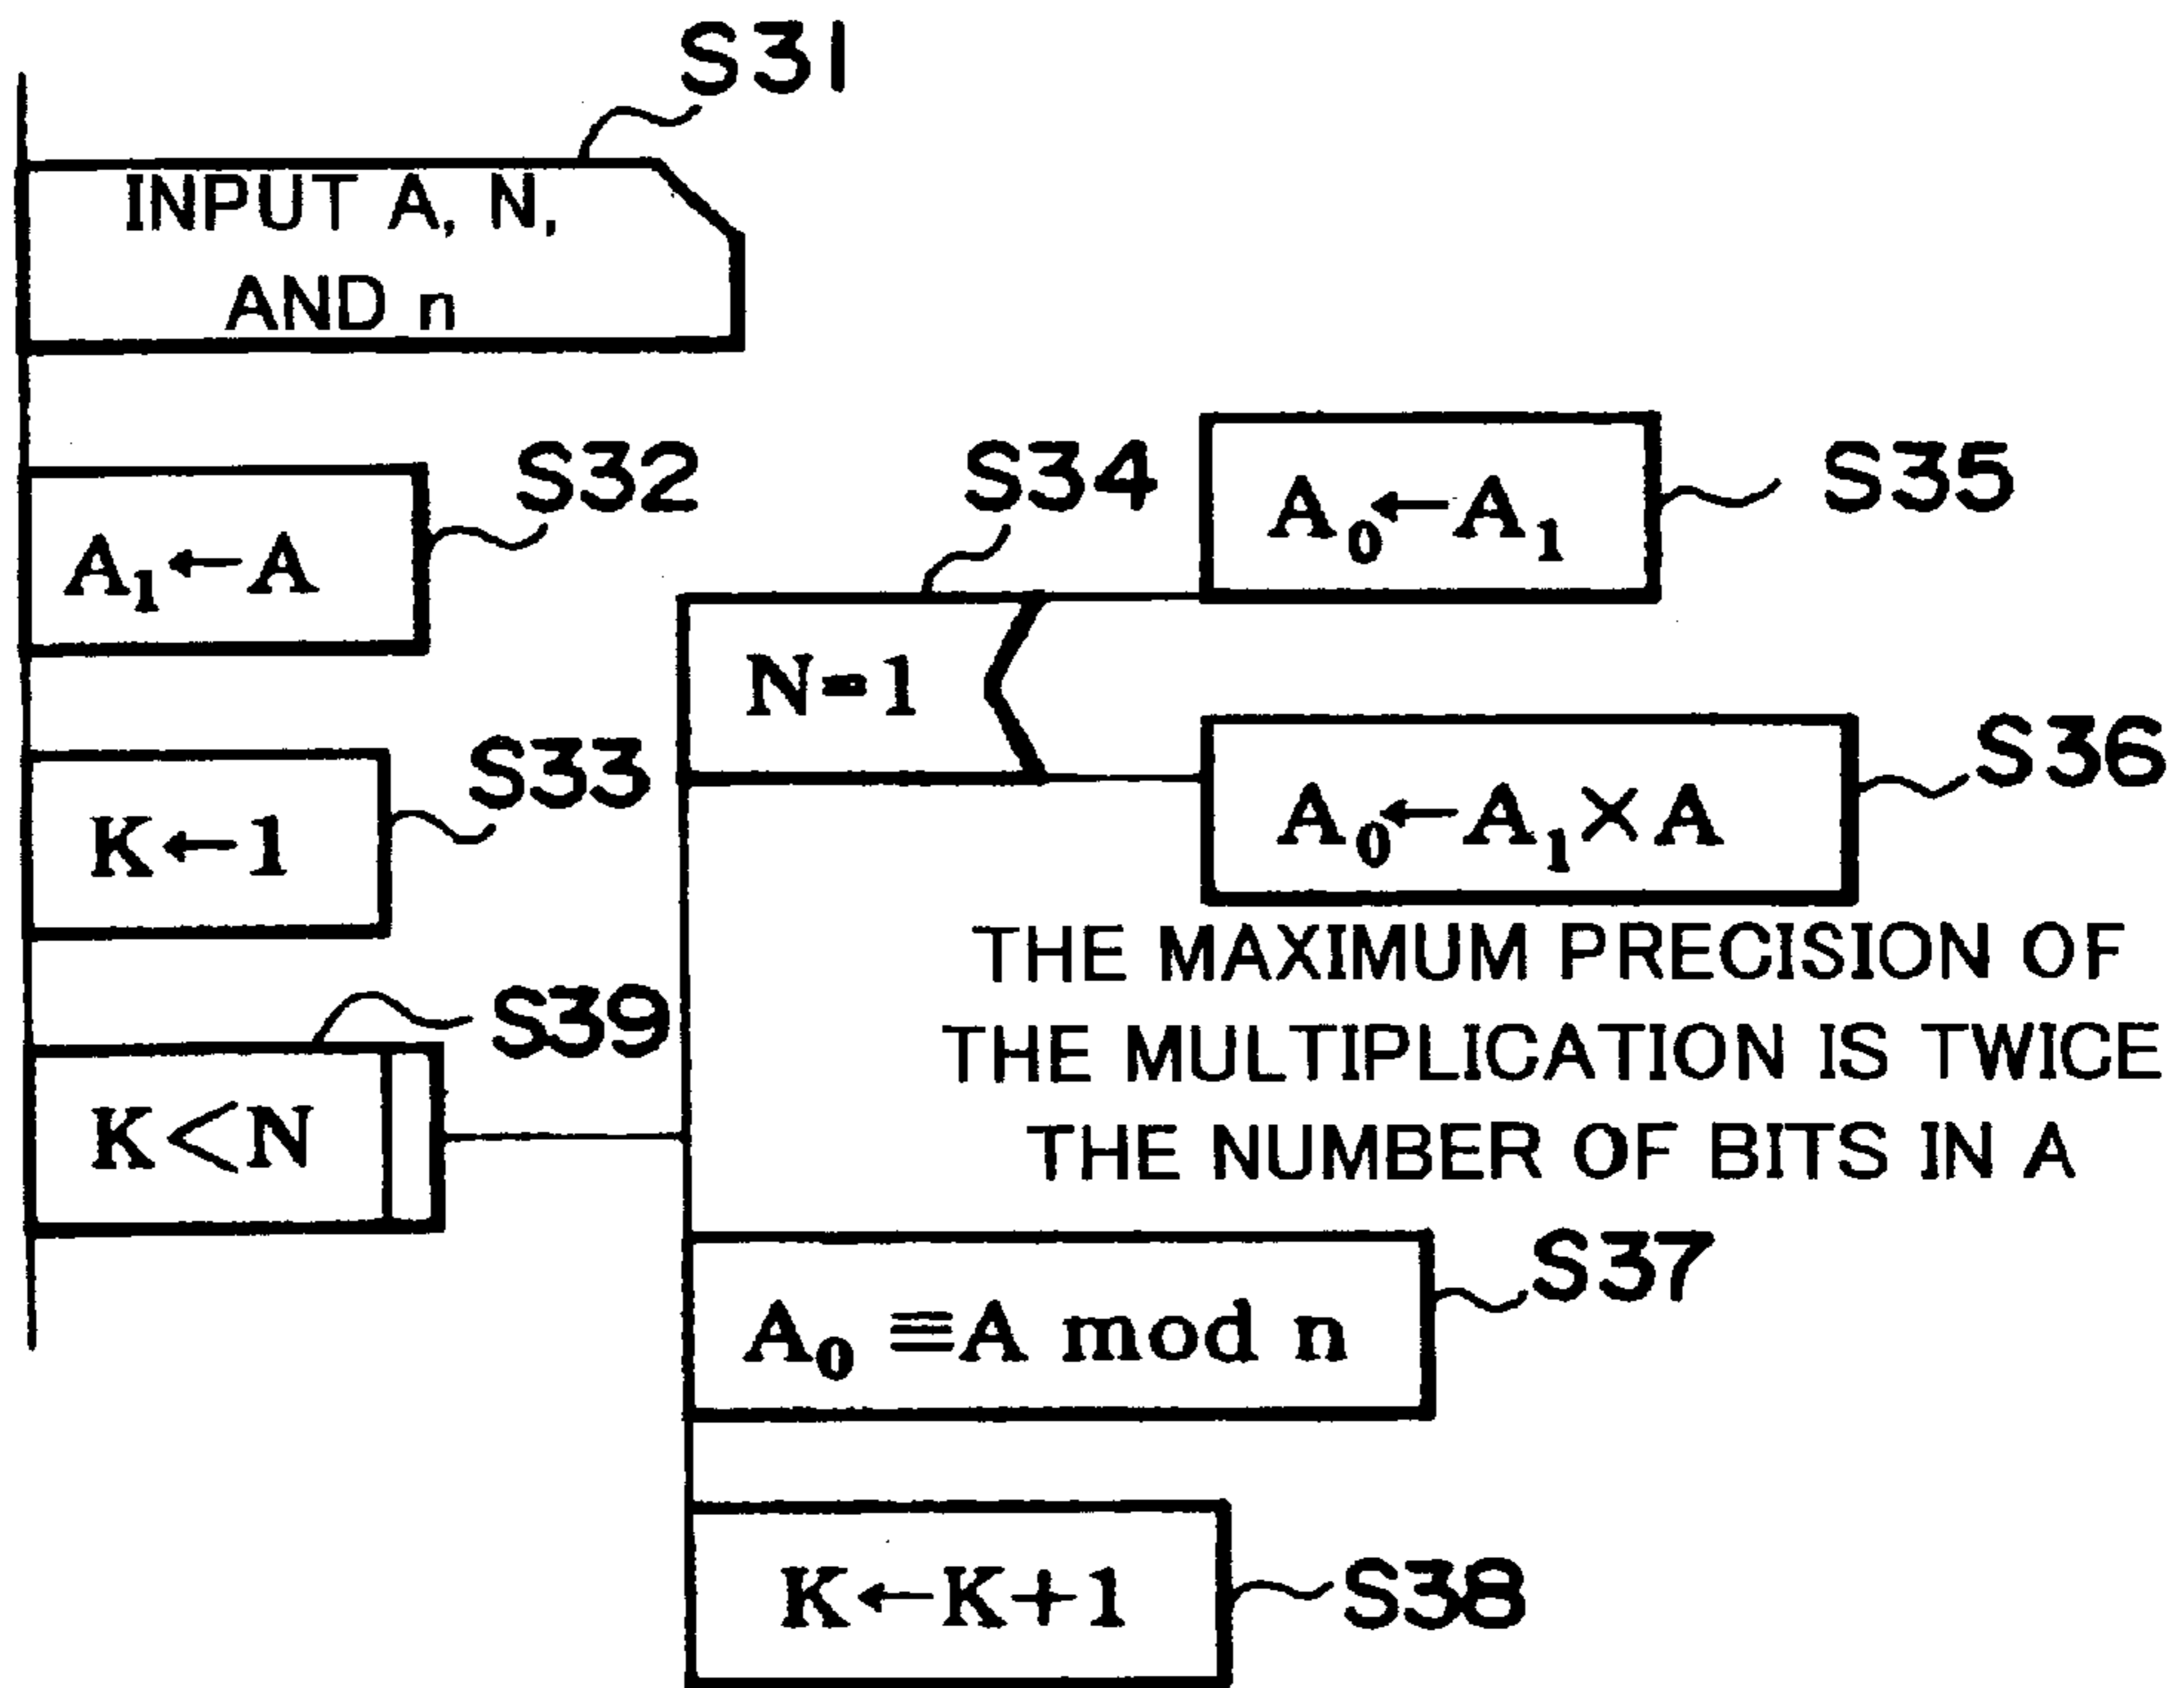 S31
INPUT A, N,
AND n
S32
A₁←A
S33
K←1
S39
K<N
S34
N=1
S35
A₀←A₁
S36
A₀←A₁×A
THE MAXIMUM PRECISION OF
THE MULTIPLICATION IS TWICE
THE NUMBER OF BITS IN A
S37
A₀ ≡A mod n
S38
K←K+1